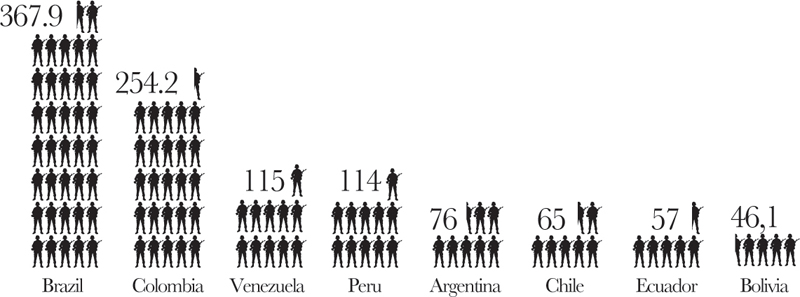 367.9
254.2
115
114
76
65
57
46,1
Brazil
Colombia
Venezuela
Peru
Argentina
Chile
Ecuador
Bolivia